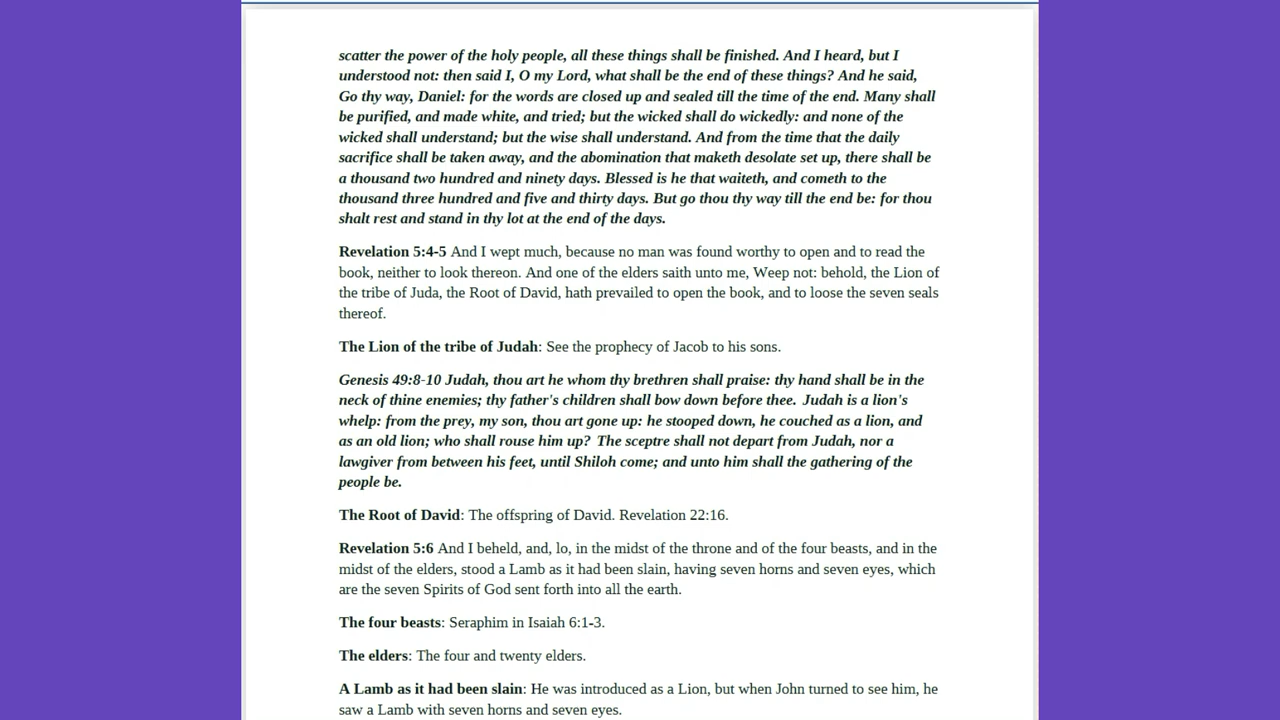 scatter the power of the holy people, all these things shall be finished. And I heard, but I
understood not: then said I, O my Lord, what shall be the end of these things? And he said,
Go thy way, Daniel: for the words are closed up and sealed till the time of the end. Many shall
be purified, and made white, and tried; but the wicked shall do wickedly: and none of the
wicked shall understand; but the wise shall understand. And from the time that the daily
sacrifice shall be taken away, and the abomination that maketh desolate set up, there shall be
a thousand two hundred and ninety days. Blessed is he that waiteth, and cometh to the
thousand three hundred and five and thirty days. But go thou thy way till the end be: for thou
shalt rest and stand in thy lot at the end of the days.
Revelation 5:4-5 And I wept much, because no man was found worthy to open and to read the
book, neither to look thereon. And one of the elders saith unto me, Weep not: behold, the Lion of
the tribe of Juda, the Root of David, hath prevailed to open the book, and to loose the seven seals
thereof.
The Lion of the tribe of Judah: See the prophecy of Jacob to his sons.
Genesis 49:8-10 Judah, thou art he whom thy brethren shall praise: thy hand shall be in the
neck of thine enemies; thy father's children shall bow down before thee. Judah is a lion's
whelp: from the prey, my son, thou art gone up: he stooped down, he couched as a lion, and
as an old lion; who shall rouse him up? The sceptre shall not depart from Judah, nor a
lawgiver from between his feet, until Shiloh come; and unto him shall the gathering of the
people be.
The Root of David: The offspring of David. Revelation 22:16.
Revelation 5:6 And I beheld, and, lo, in the midst of the throne and of the four beasts, and in the
midst of the elders, stood a Lamb as it had been slain, having seven horns and seven eyes, which
are the seven Spirits of God sent forth into all the earth.
The four beasts: Seraphim in Isaiah 6:1-3.
The elders: The four and twenty elders.
A Lamb as it had been slain: He was introduced as a Lion, but when John turned to see him, he
saw a Lamb with seven horns and seven eyes.